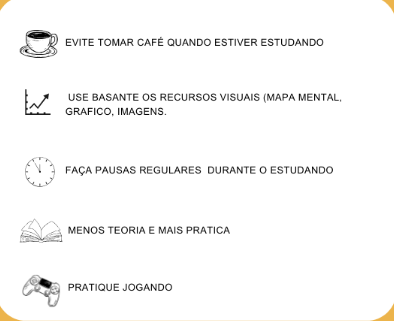 EVITE TOMAR CAFÉ QUANDO ESTIVER ESTUDANDO
USE BASANTE OS RECURSOS VISUAIS (MAPA MENTAL,
GRAFICO, IMAGENS.
FAÇA PAUSAS REGULARES DURANTE O ESTUDANDO
MENOS TEORIA E MAIS PRATICA
PRATIQUE JOGANDO